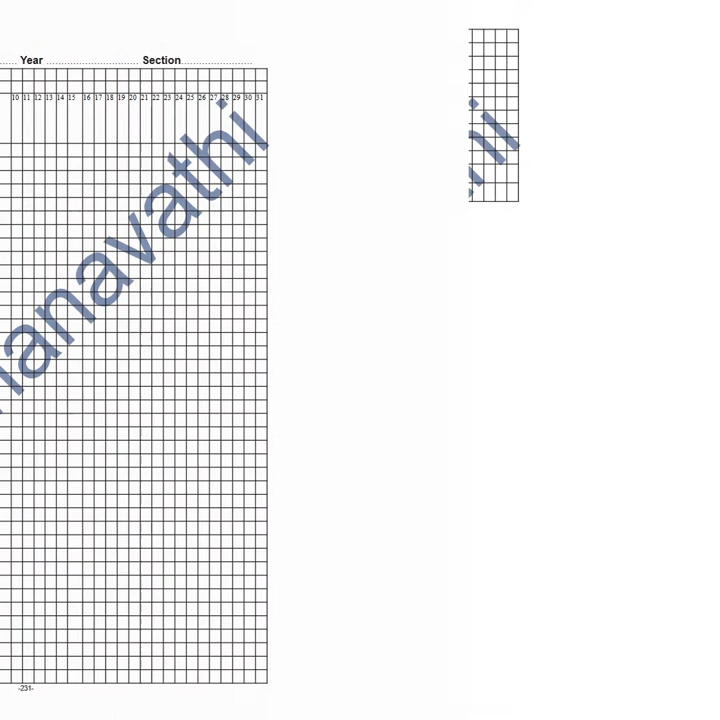 ..... Year .............................. Section .......................
10 11 12 13 14 15 16 17 18 19 20 21 22 23 24 25 26 27 28 29 30 31
-231-